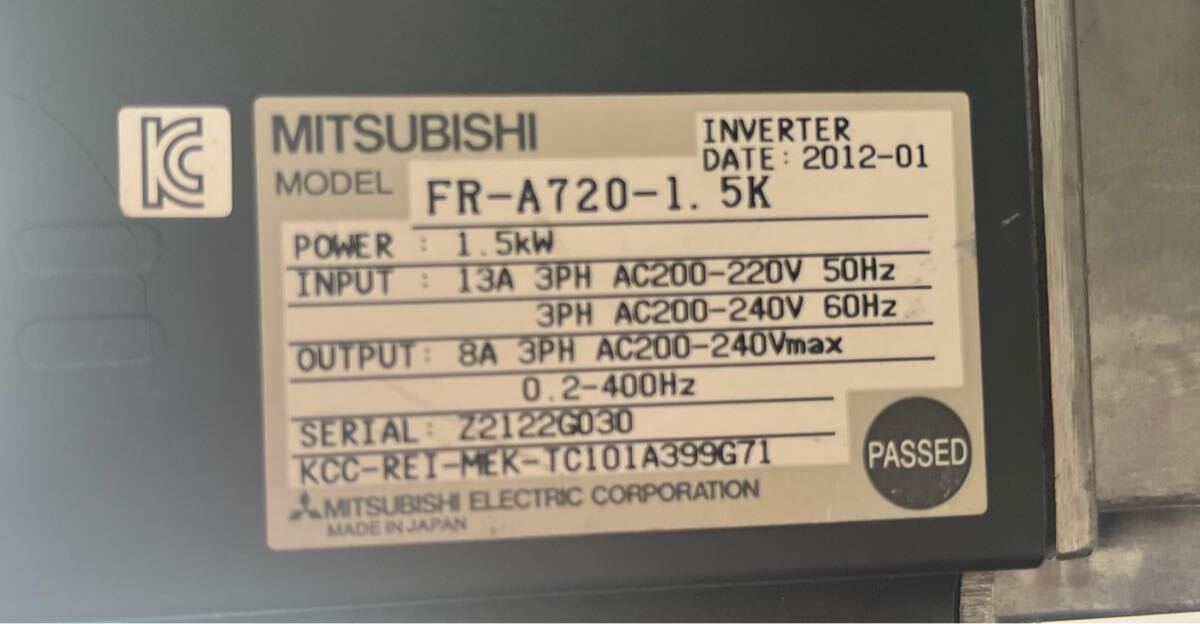 KC
MITSUBISHI
INVERTER
DATE : 2012-01
MODEL FR-A720-1.5K
POWER : 1.5kW
INPUT : 13A 3PH AC200-220V 50Hz
3PH AC200-240V 60Hz
OUTPUT: 8A 3PH AC200-240Vmax
0.2-400Hz
SERIAL: Z2122G030
KCC-REI-MEK-TC101A399G71
PASSED
MITSUBISHI ELECTRIC CORPORATION
MADE IN JAPAN